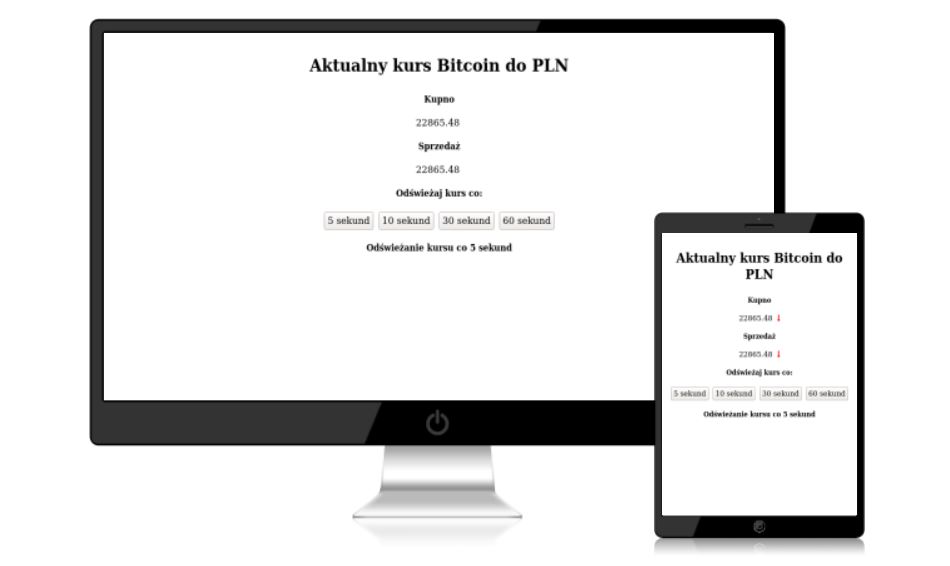 Aktualny kurs Bitcoin do PLN
Kupno
22865.48
Sprzedaż
22865.48
Odświeżaj kurs co:
5 sekund 10 sekund 30 sekund 60 sekund
Odświeżanie kursu co 5 sekund
Aktualny kurs Bitcoin do
PLN
Kupno
22865.48 ↓
Sprzedaż
22865.48 ↓
Odświeżaj kurs co:
5 sekund 10 sekund 30 sekund 60 sekund
Odświeżanie kursu co 5 sekund